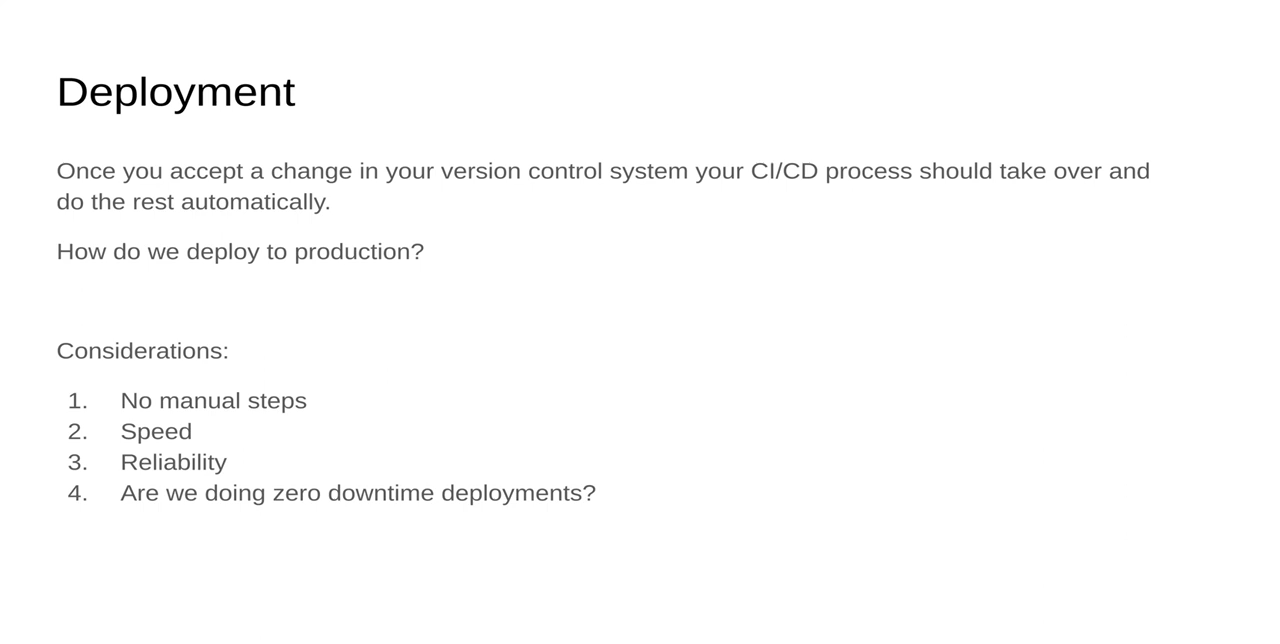 Deployment
Once you accept a change in your version control system your CI/CD process should take over and
do the rest automatically.
How do we deploy to production?
Considerations:
1. No manual steps
2. Speed
3. Reliability
4. Are we doing zero downtime deployments?